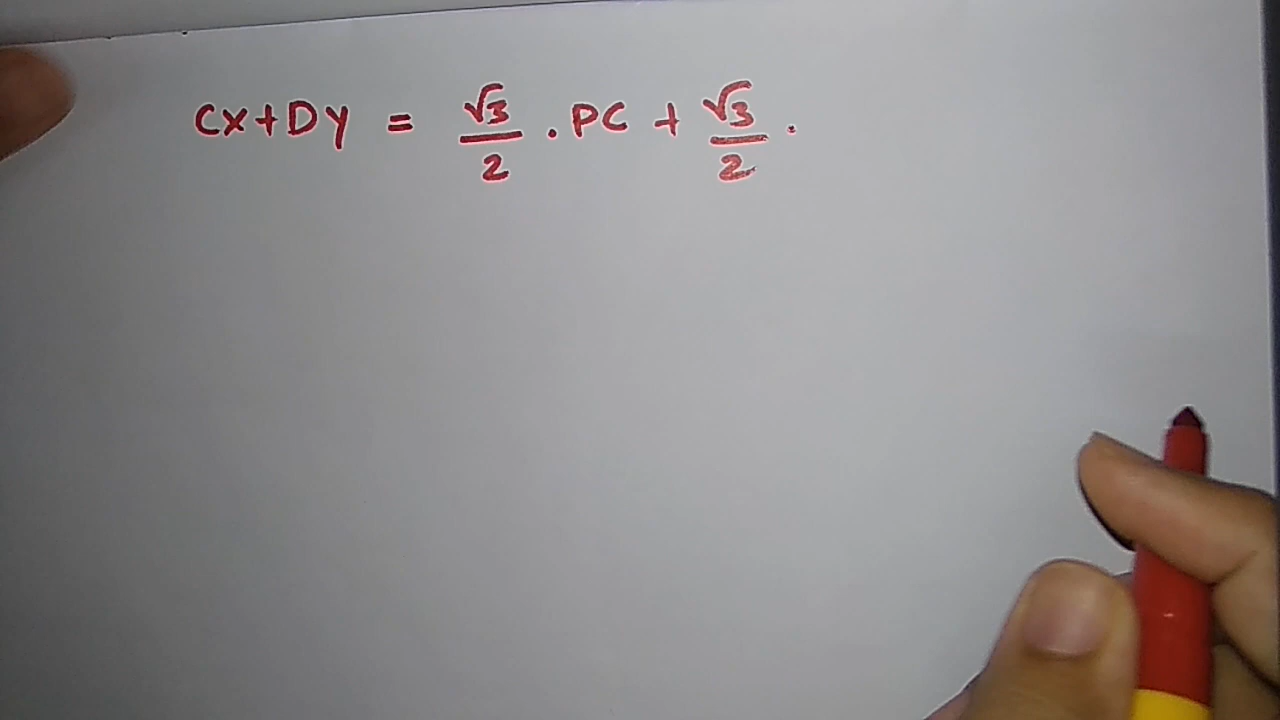 CX+DY = √3/2 . PC + √3/2 .